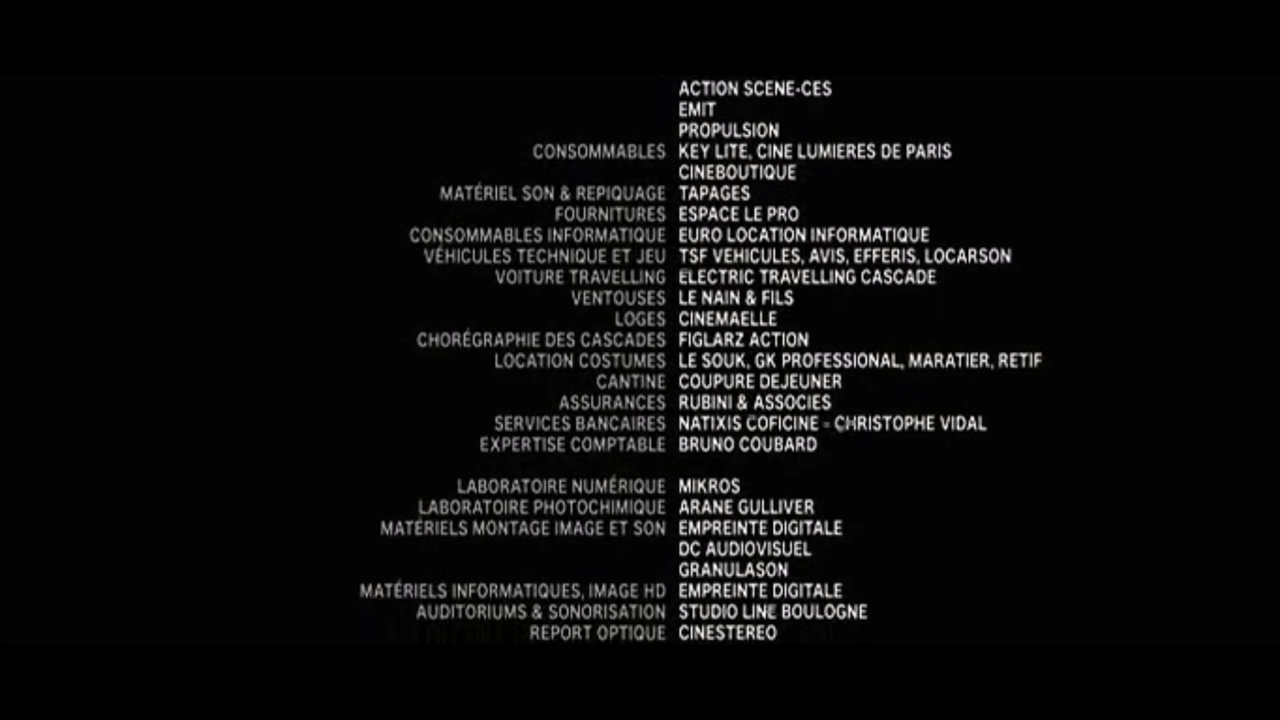 ACTION SCENE-CES
EMIT
PROPULSION
CONSOMMABLES KEY LITE, CINE LUMIERES DE PARIS
CINEBOUTIQUE
MATÉRIEL SON & REPIQUAGE TAPAGES
FOURNITURES ESPACE LE PRO
CONSOMMABLES INFORMATIQUE EURO LOCATION INFORMATIQUE
VÉHICULES TECHNIQUE ET JEU TSF VEHICULES, AVIS, EFFERIS, LOCARSON
VOITURE TRAVELLING ELECTRIC TRAVELLING CASCADE
VENTOUSES LE NAIN & FILS
LOGES CINEMAELLE
CHORÉGRAPHIE DES CASCADES FIGLARZ ACTION
LOCATION COSTUMES LE SOUK, GK PROFESSIONAL, MARATIER, RETIF
CANTINE COUPURE DEJEUNER
ASSURANCES RUBINI & ASSOCIES
SERVICES BANCAIRES NATIXIS COFICINE - CHRISTOPHE VIDAL
EXPERTISE COMPTABLE BRUNO COUBARD
LABORATOIRE NUMÉRIQUE MIKROS
LABORATOIRE PHOTOCHIMIQUE ARANE GULLIVER
MATÉRIELS MONTAGE IMAGE ET SON EMPREINTE DIGITALE
DC AUDIOVISUEL
GRANULASON
MATÉRIELS INFORMATIQUES, IMAGE HD EMPREINTE DIGITALE
AUDITORIUMS & SONORISATION STUDIO LINE BOULOGNE
REPORT OPTIQUE CINESTEREO